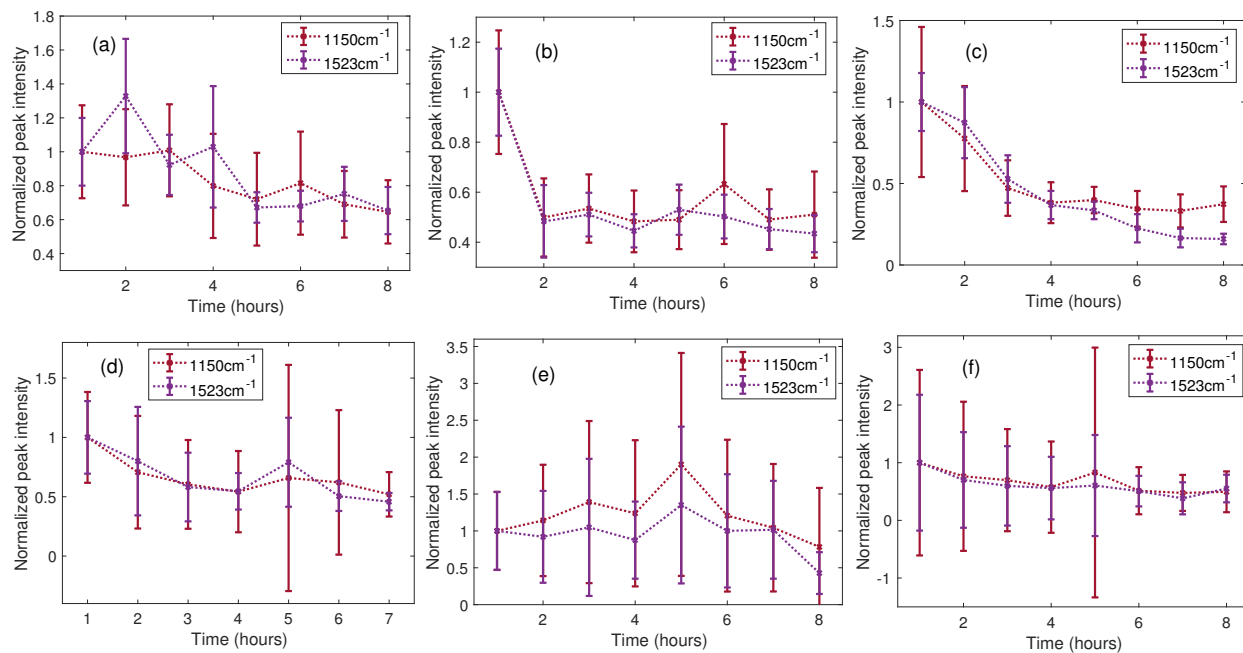 (a)
1150cm⁻¹
1523cm⁻¹
1.8
1.6
1.4
1.2
1
0.8
0.6
0.4
2
4
6
8
Normalized peak intensity
Time (hours)
(b)
1150cm⁻¹
1523cm⁻¹
1.2
1
0.8
0.6
0.4
2
4
6
8
Normalized peak intensity
Time (hours)
(c)
1150cm⁻¹
1523cm⁻¹
1.5
1
0.5
0
2
4
6
8
Normalized peak intensity
Time (hours)
(d)
1150cm⁻¹
1523cm⁻¹
1.5
1
0.5
0
1
2
3
4
5
6
7
Normalized peak intensity
Time (hours)
(e)
1150cm⁻¹
1523cm⁻¹
3.5
3
2.5
2
1.5
1
0.5
0
2
4
6
8
Normalized peak intensity
Time (hours)
(f)
1150cm⁻¹
1523cm⁻¹
3
2
1
0
-1
2
4
6
8
Normalized peak intensity
Time (hours)